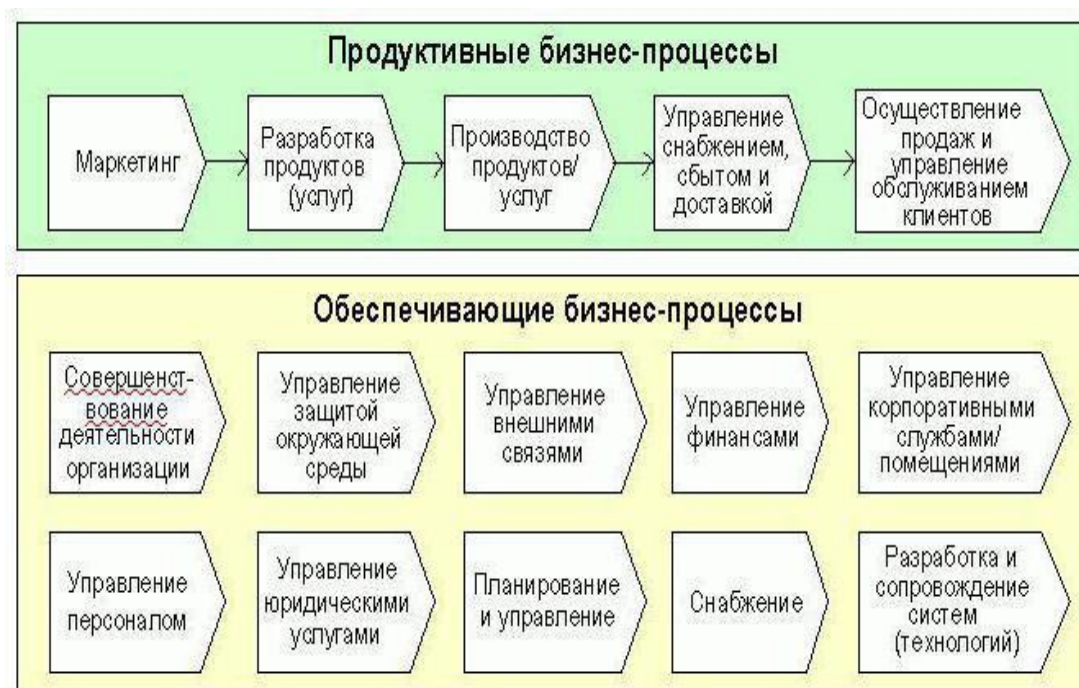 Продуктивные бизнес-процессы
Маркетинг
Разработка
продуктов
(услуг)
Производство
продуктов/
услуг
Управление
снабжением,
сбытом и
доставкой
Осуществление
продаж и
управление
обслуживанием
клиентов
Обеспечивающие бизнес-процессы
Совершенст-
вование
деятельности
организации
Управление
защитой
окружающей
среды
Управление
внешними
связями
Управление
финансами
Управление
корпоративными
службами/
помещениями
Управление
персоналом
Управление
юридическими
услугами
Планирование
и управление
Снабжение
Разработка и
сопровождение
систем
(технологий)